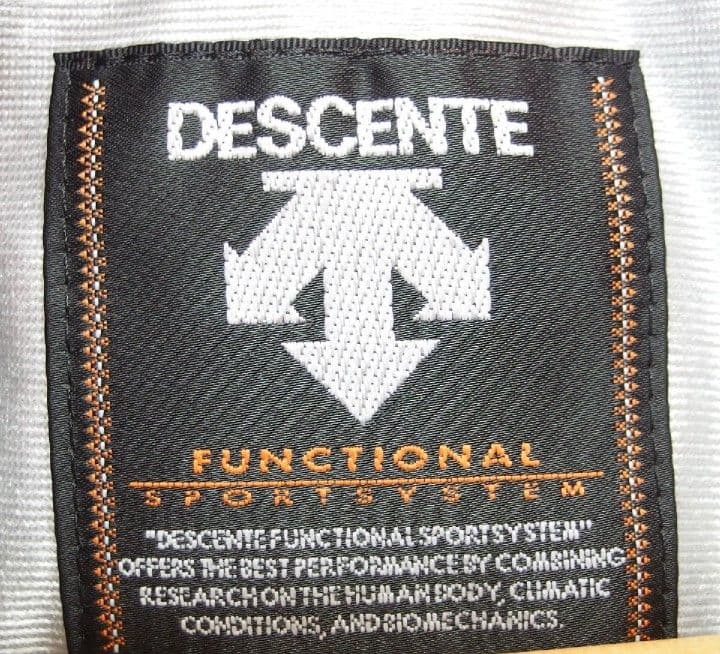 DESCENTE
FUNCTIONAL
SPORTSYSTEM
"DESCENTE FUNCTIONAL SPORTSYSTEM"
OFFERS THE BEST PERFORMANCE BY COMBINING
RESEARCH ON THE HUMAN BODY, CLIMATIC
CONDITIONS, AND BIOMECHANICS.